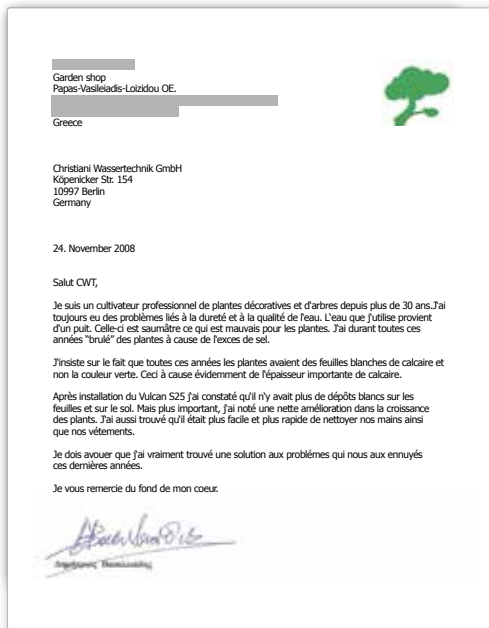 Garden shop
Papas-Vasileiadis-Loizidou OE.
Greece
Christiani Wassertechnik GmbH
Köpenicker Str. 154
10997 Berlin
Germany
24. November 2008
Salut CWT,
Je suis un cultivateur professionel de plantes décoratives et d'arbres depuis plus de 30 ans.J'ai
toujours eu des problèmes liés à la dureté et à la qualité de l'eau. L'eau que j'utilise provient
d'un puit. Celle-ci est saumâtre ce qui est mauvais pour les plantes. J'ai durant toutes ces
années "brulé" des plantes à cause de l'exces de sel.
J'insiste sur le fait que toutes ces années les plantes avaient des feuilles blanches de calcaire et
non la couleur verte. Ceci à cause évidemment de l'épaisseur importante de calcaire.
Après installation du Vulcan S25 j'ai constaté qu'il n'y avait plus de dépôts blancs sur les
feuilles et sur le sol. Mais plus important, j'ai noté une nette amélioration dans la croissance
des plants. J'ai aussi trouvé qu'il était plus facile et plus rapide de nettoyer nos mains ainsi
que nos vêtements.
Je dois avouer que j'ai vraiment trouvé une solution aux problèmes qui nous aux ennuyés
ces dernières années.
Je vous remercie du fond de mon coeur.